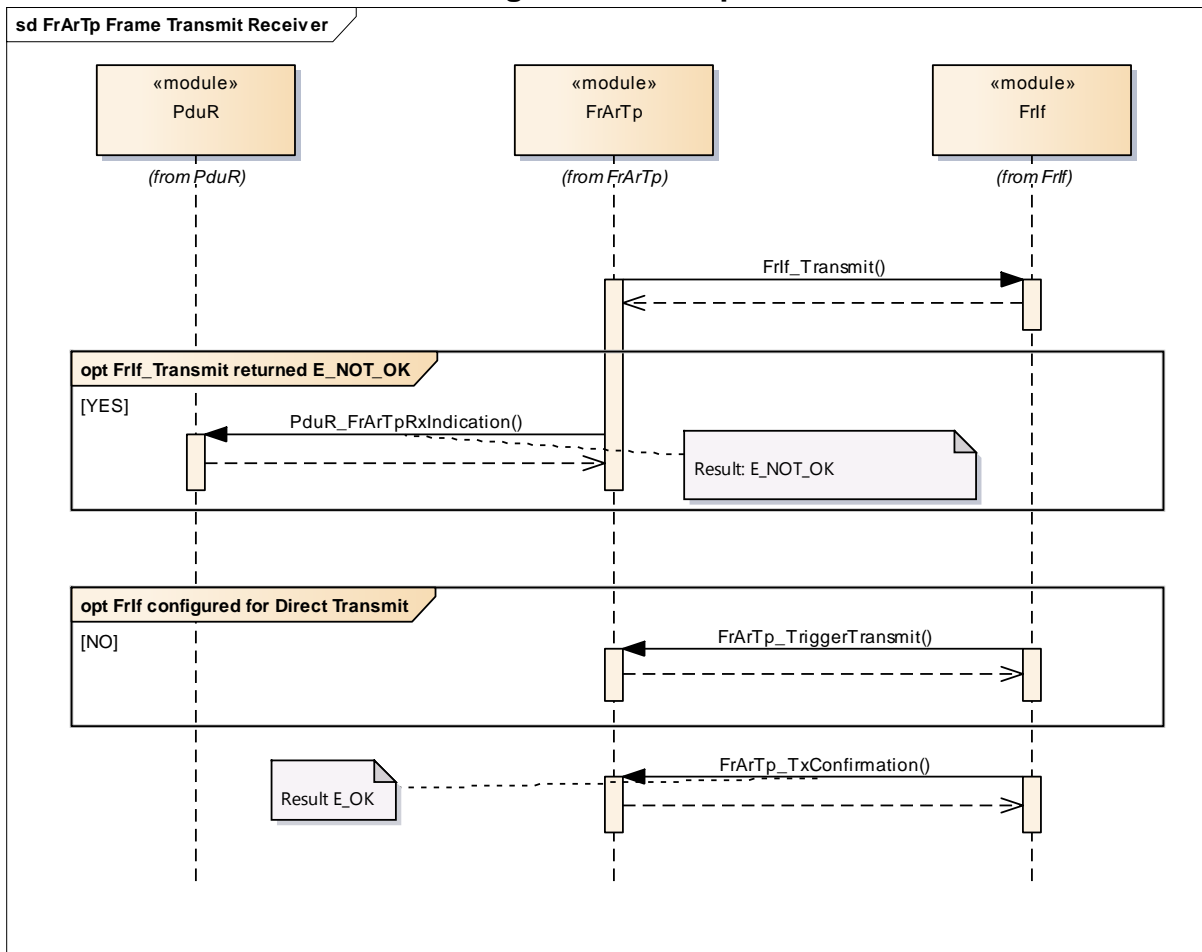 sd FrArTp Frame Transmit Receiver
«module»
PduR
(from PduR)
«module»
FrArTp
(from FrArTp)
«module»
FrIf
(from FrIf)
FrIf_Transmit()
opt FrIf_Transmit returned E_NOT_OK
[YES]
PduR_FrArTpRxIndication()
Result: E_NOT_OK
opt FrIf configured for Direct Transmit
[NO]
FrArTp_TriggerTransmit()
FrArTp_TxConfirmation()
Result E_OK